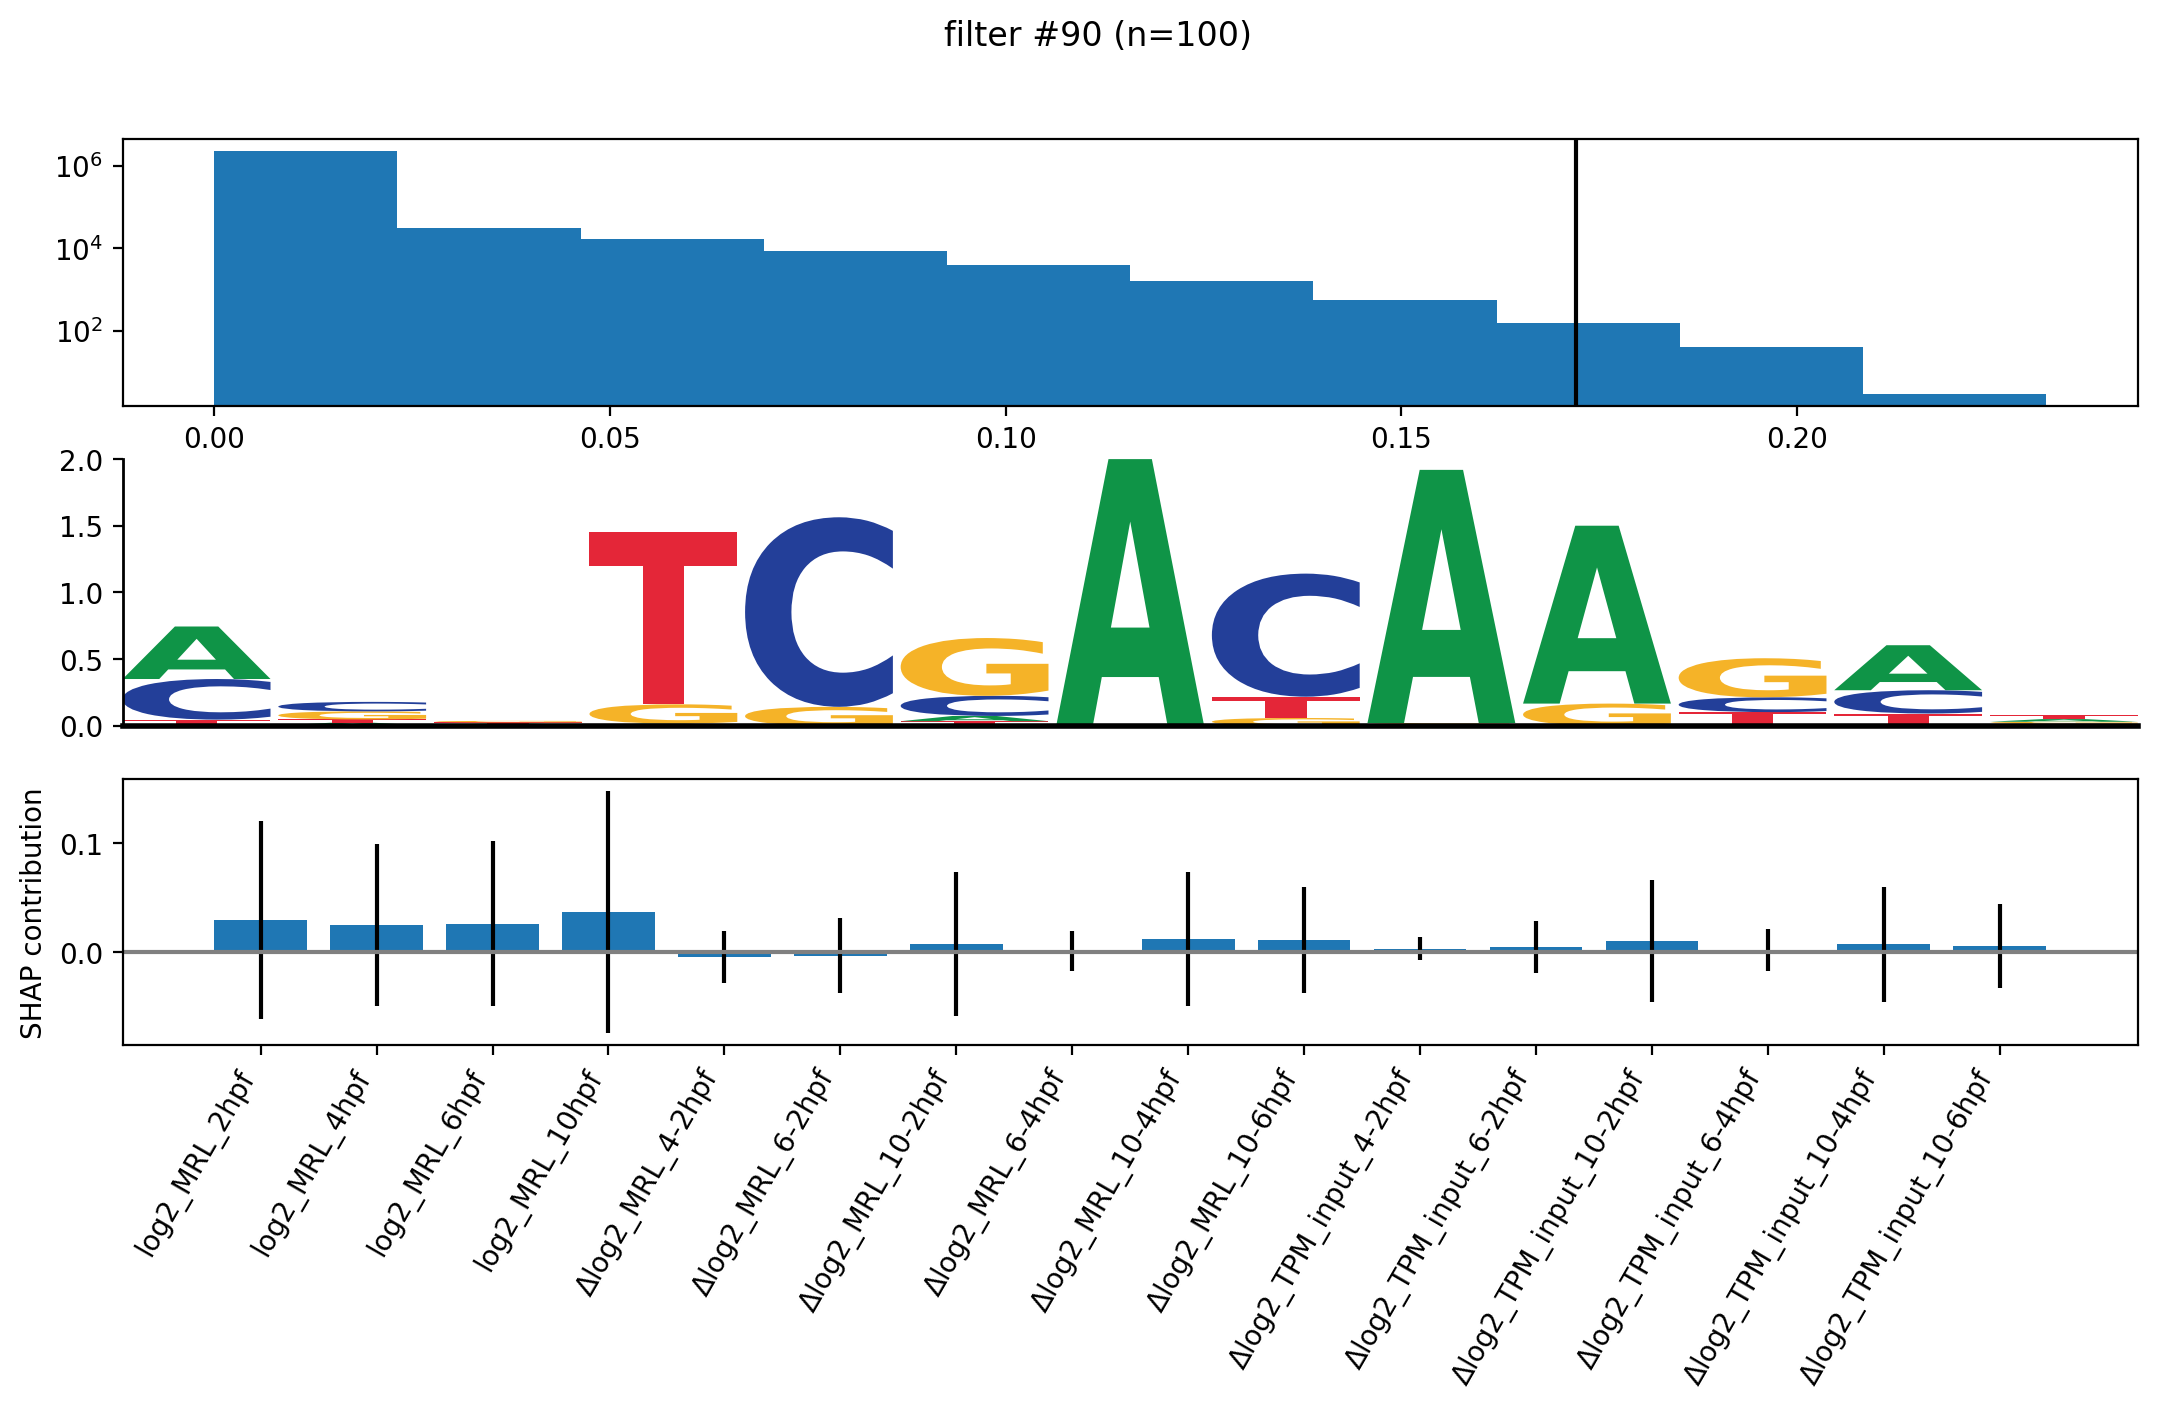 filter #90 (n=100)
10⁶
10⁴
10²
0.00 0.05 0.10 0.15 0.20
2.0
1.5
1.0
0.5
0.0
A C T
C G T
T G
C G
G C A T
A
C T G
A
A G
G C T
A C T
T A G
SHAP contribution
0.1
0.0
log2_MRL_2hpf
log2_MRL_4hpf
log2_MRL_6hpf
log2_MRL_10hpf
Δlog2_MRL_4-2hpf
Δlog2_MRL_6-2hpf
Δlog2_MRL_10-2hpf
Δlog2_MRL_6-4hpf
Δlog2_MRL_10-4hpf
Δlog2_MRL_10-6hpf
Δlog2_TPM_input_4-2hpf
Δlog2_TPM_input_6-2hpf
Δlog2_TPM_input_10-2hpf
Δlog2_TPM_input_6-4hpf
Δlog2_TPM_input_10-4hpf
Δlog2_TPM_input_10-6hpf